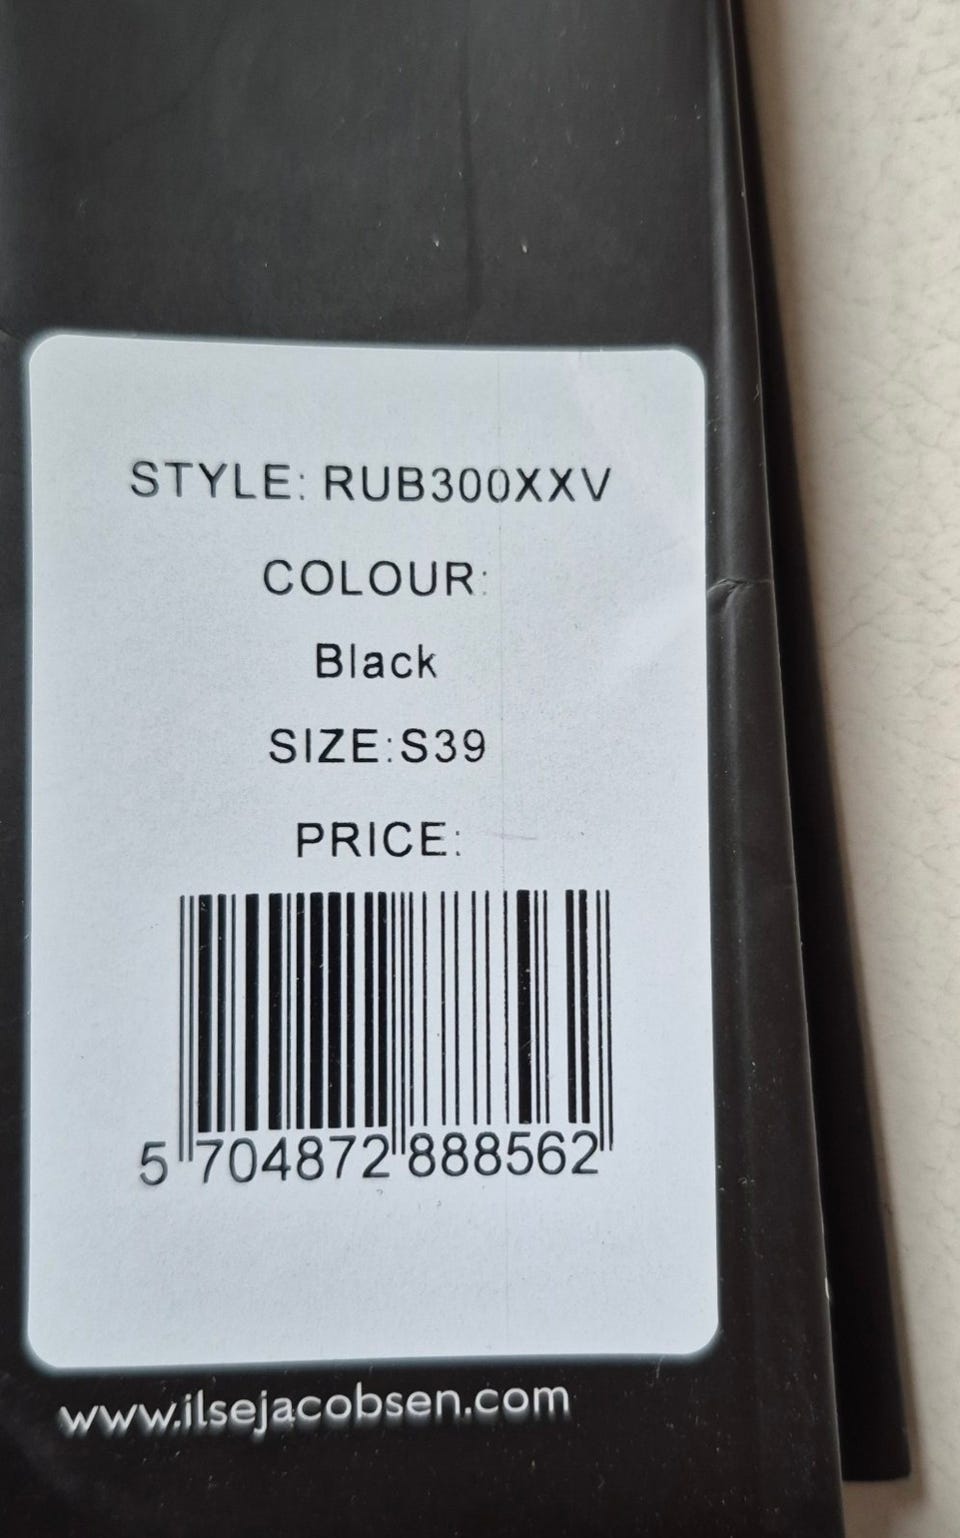 STYLE: RUB300XXV
COLOUR:
Black
SIZE:S39
PRICE:
5 704872 888562
www.ilsejacobsen.com